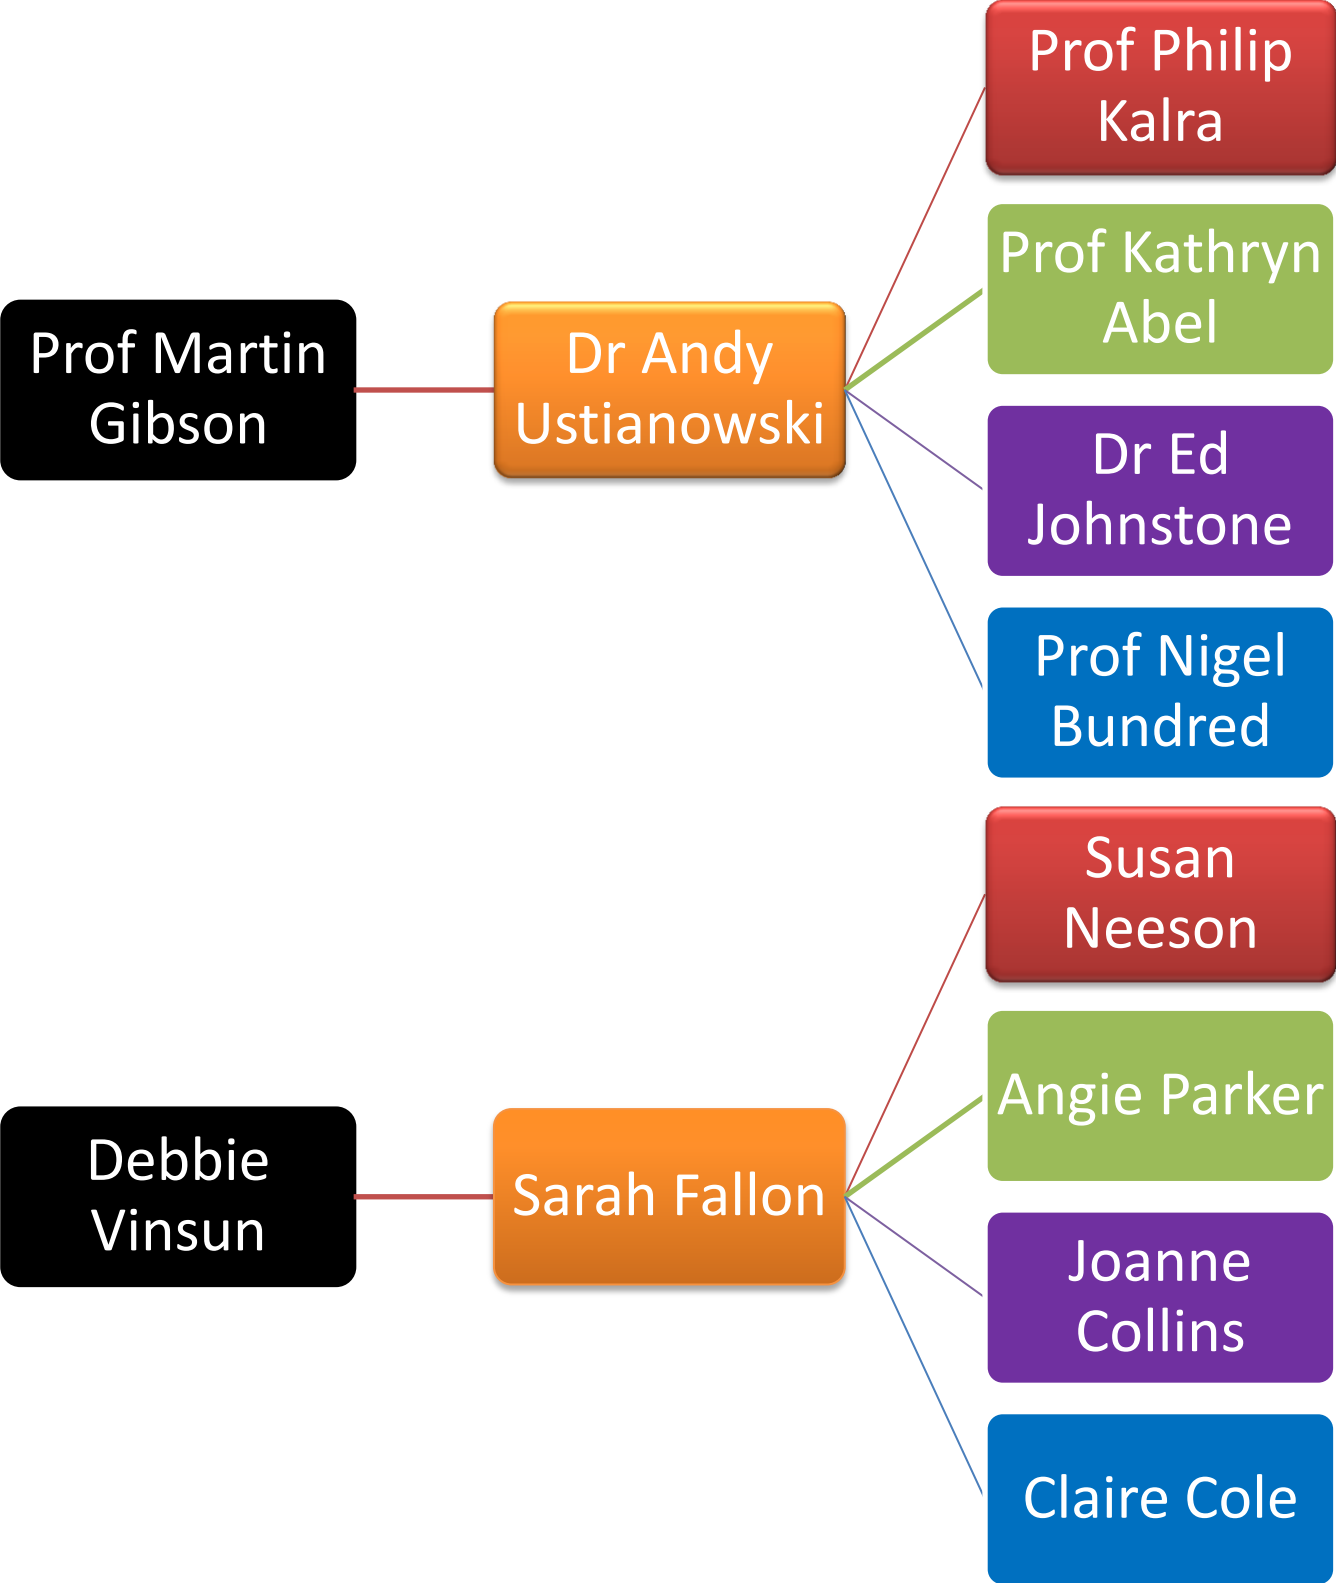 Prof Martin
Gibson
Dr Andy
Ustianowski
Prof Philip
Kalra
Prof Kathryn
Abel
Dr Ed
Johnstone
Prof Nigel
Bundred
Debbie
Vinsun
Sarah Fallon
Susan
Neeson
Angie Parker
Joanne
Collins
Claire Cole